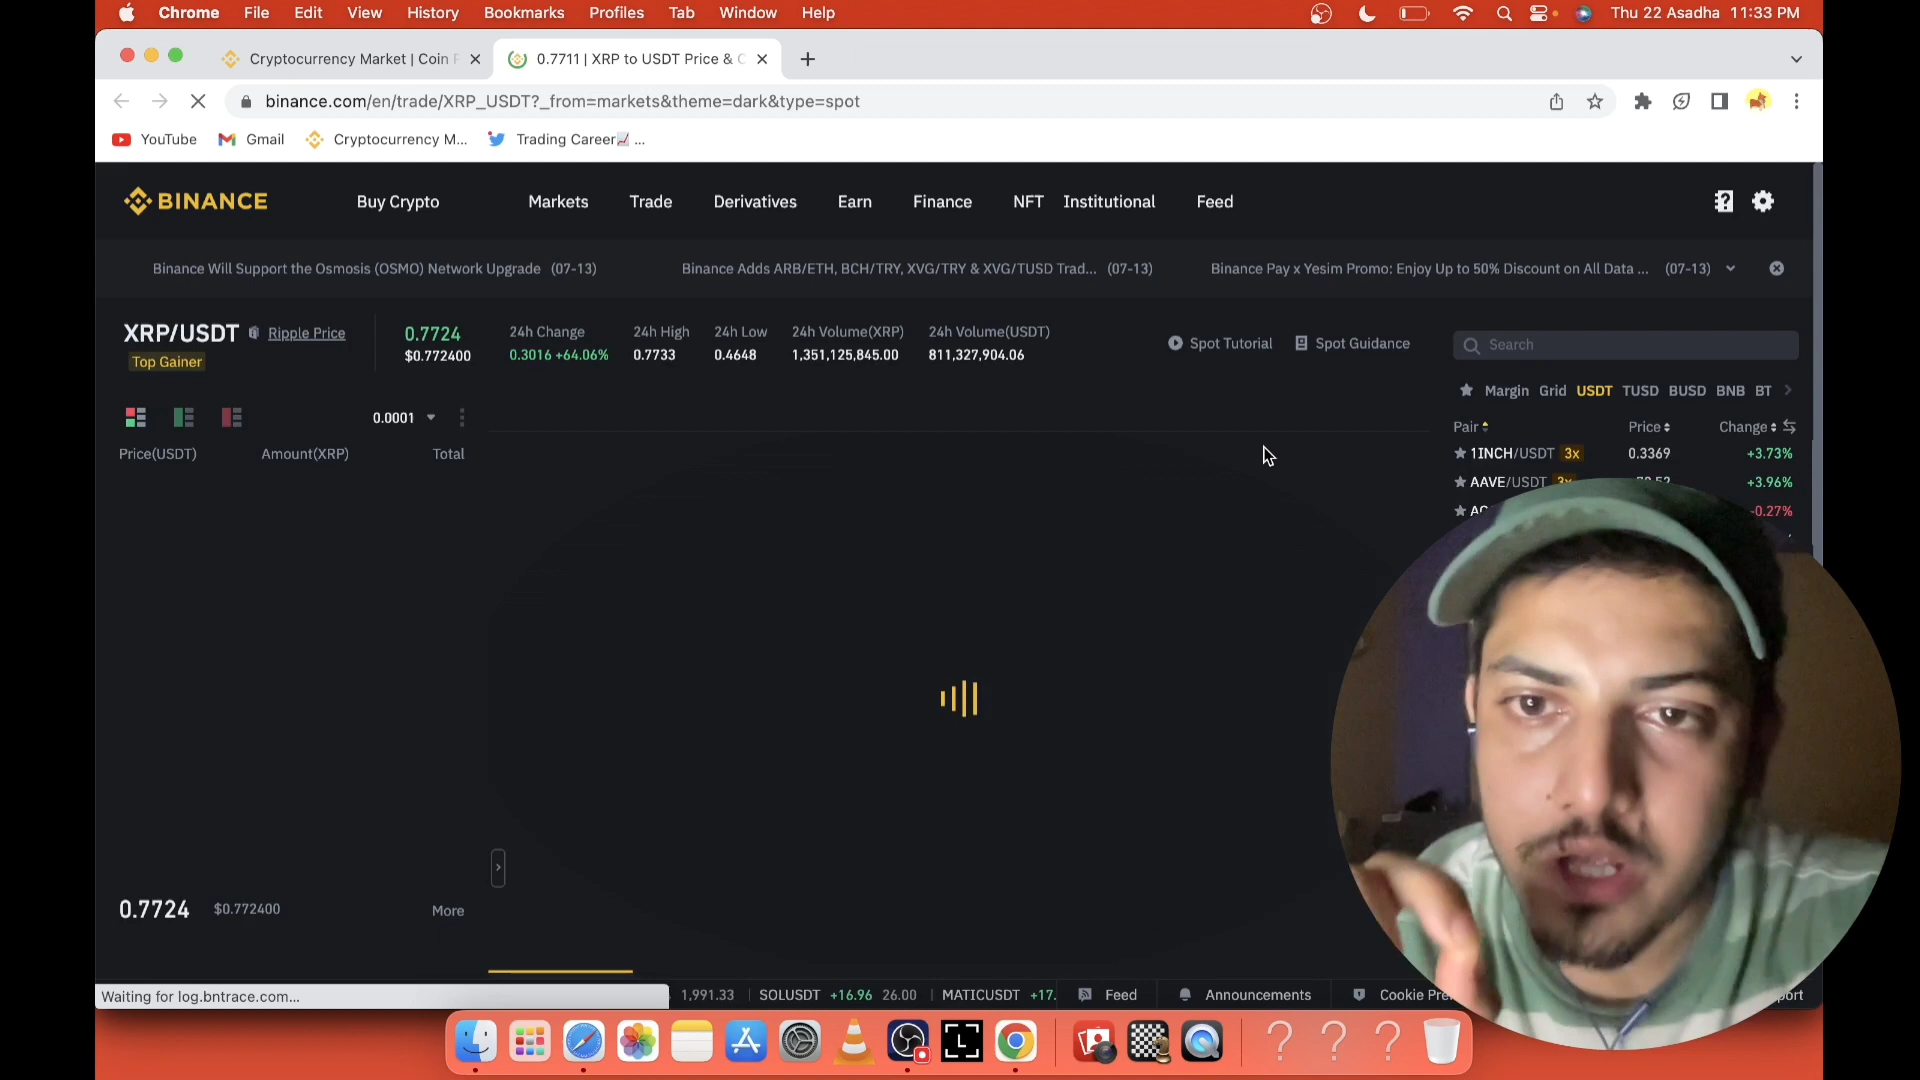 Chrome File Edit View History Bookmarks Profiles Tab Window Help Thu 22 Asadha 11:33 PM
Cryptocurrency Market | Coin 0.7711 | XRP to USDT Price &
binance.com/en/trade/XRP_USDT?_from=markets&theme=dark&type=spot
YouTube Gmail Cryptocurrency M... Trading Career📈 ...
BINANCE Buy Crypto Markets Trade Derivatives Earn Finance NFT Institutional Feed
Binance Will Support the Osmosis (OSMO) Network Upgrade (07-13) Binance Adds ARB/ETH, BCH/TRY, XVG/TRY & XVG/TUSD Trad... (07-13) Binance Pay x Yesim Promo: Enjoy Up to 50% Discount on All Data ... (07-13)
XRP/USDT Ripple Price 0.7724 24h Change 24h High 24h Low 24h Volume(XRP) 24h Volume(USDT) Spot Tutorial Spot Guidance Search
Top Gainer $0.772400 0.3016 +64.06% 0.7733 0.4648 1,351,125,845.00 811,327,904.06
Margin Grid USDT TUSD BUSD BNB BT
0.0001
Pair Price Change
Price(USDT) Amount(XRP) Total
1INCH/USDT 3x 0.3369 +3.73%
AAVE/USDT 3x +3.96%
-0.27%
0.7724 $0.772400 More
Waiting for log.bntrace.com... 1,991.33 SOLUSDT +16.96 26.00 MATICUSDT +17. Feed Announcements Cookie